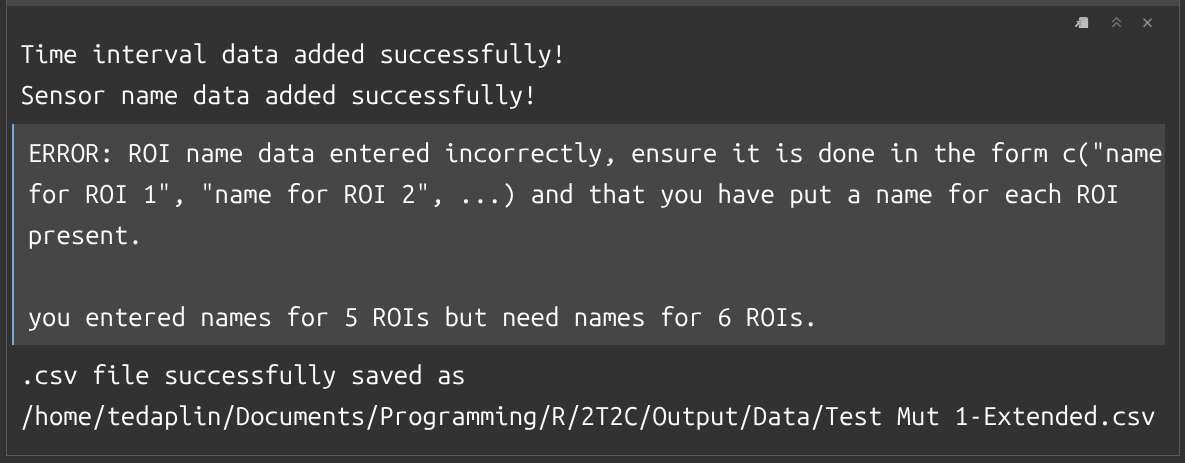 Time interval data added successfully!
Sensor name data added successfully!
ERROR: ROI name data entered incorrectly, ensure it is done in the form c("name
for ROI 1", "name for ROI 2", ...) and that you have put a name for each ROI
present.
you entered names for 5 ROIs but need names for 6 ROIs.
.csv file successfully saved as
/home/tedaplin/Documents/Programming/R/2T2C/Output/Data/Test Mut 1-Extended.csv